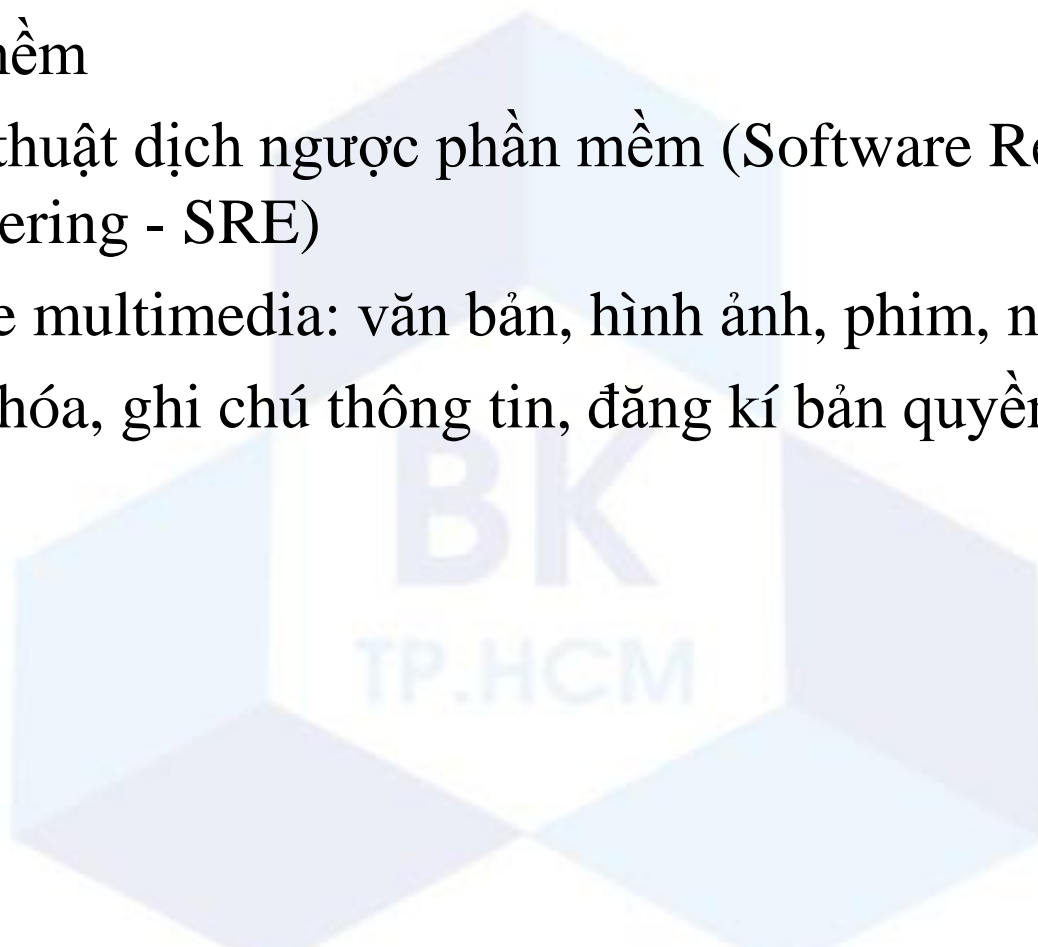 ềm
thuật dịch ngược phần mềm (Software Re
ering - SRE)
e multimedia: văn bản, hình ảnh, phim, n
hóa, ghi chú thông tin, đăng kí bản quyền
BK
TP.HCM